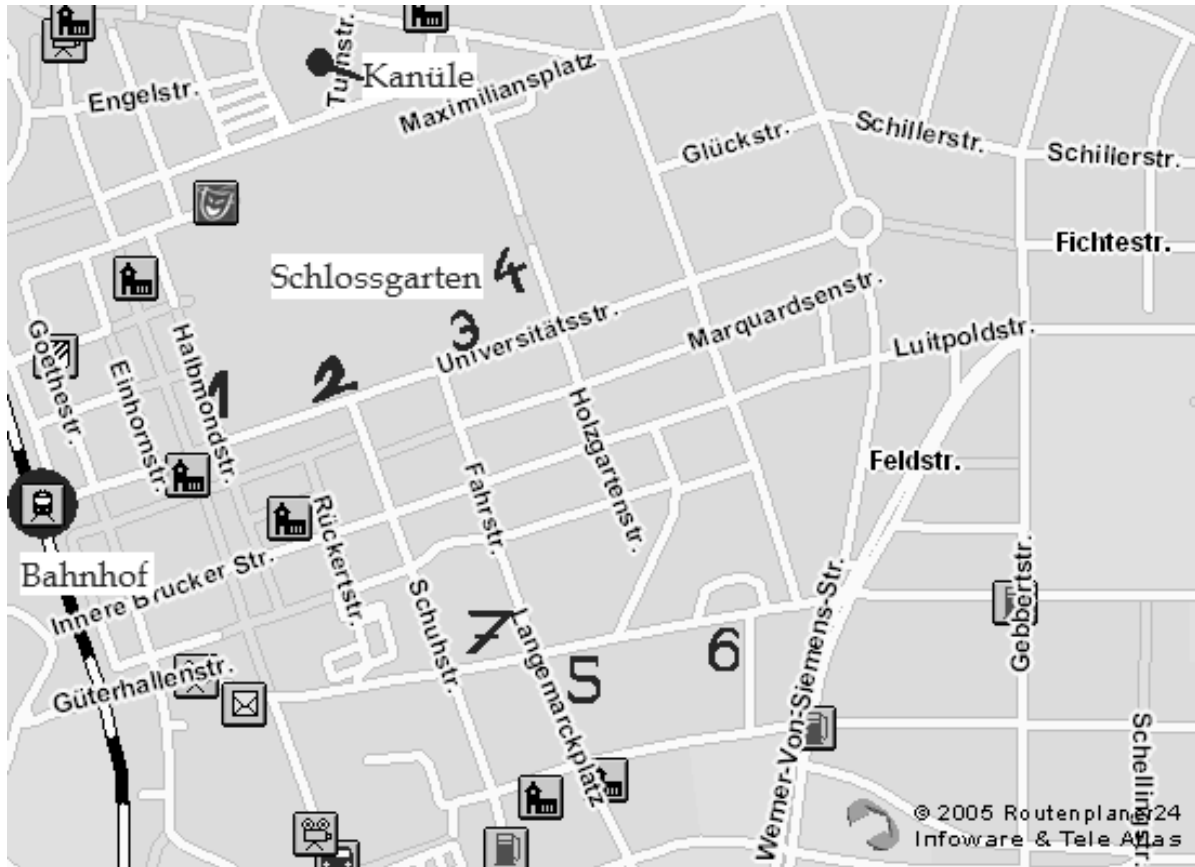 Kanüle
Turnstr.
Engelstr.
Maximiliansplatz
Glückstr.
Schillerstr.
Schillerstr.
Fichtestr.
Schlossgarten
4
3
Universitätsstr.
Marquardsenstr.
Luitpoldstr.
Goethestr.
Einhornstr.
Halbmondstr.
1
2
Holzgartenstr.
Feldstr.
Fahrstr.
Rückertstr.
Bahnhof
Innere Brucker Str.
Schuhstr.
7
Langemarckplatz
5
6
Werner-Von-Siemens-Str.
Gebbertstr.
Güterhallenstr.
Schellingstr.
© 2005 Routenplaner24
Infoware & Tele Atlas